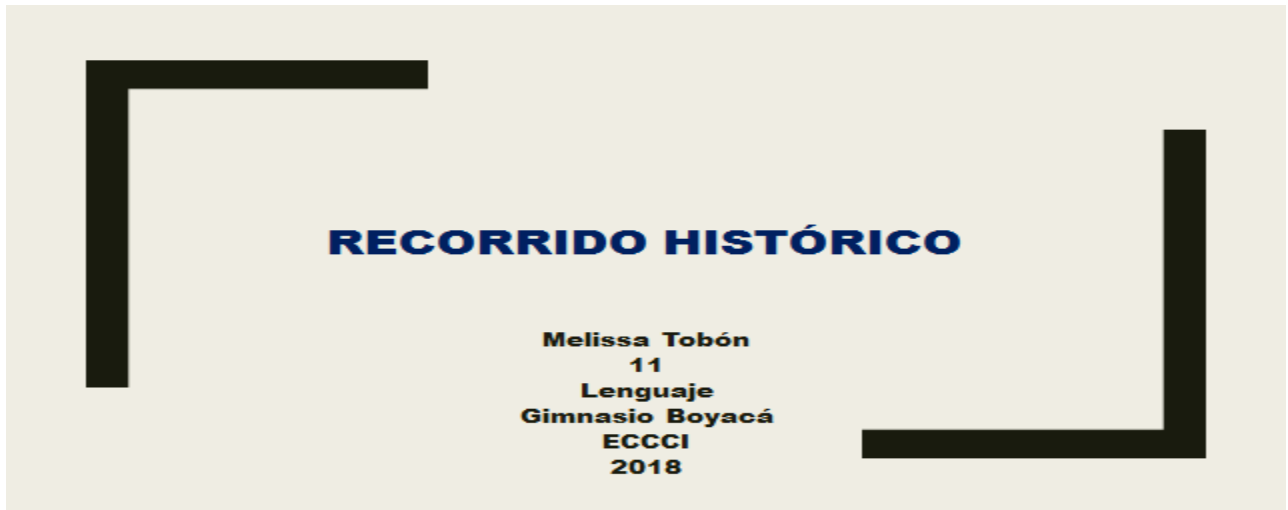 RECORRIDO HISTÓRICO
Melissa Tobón
11
Lenguaje
Gimnasio Boyacá
ECCCI
2018